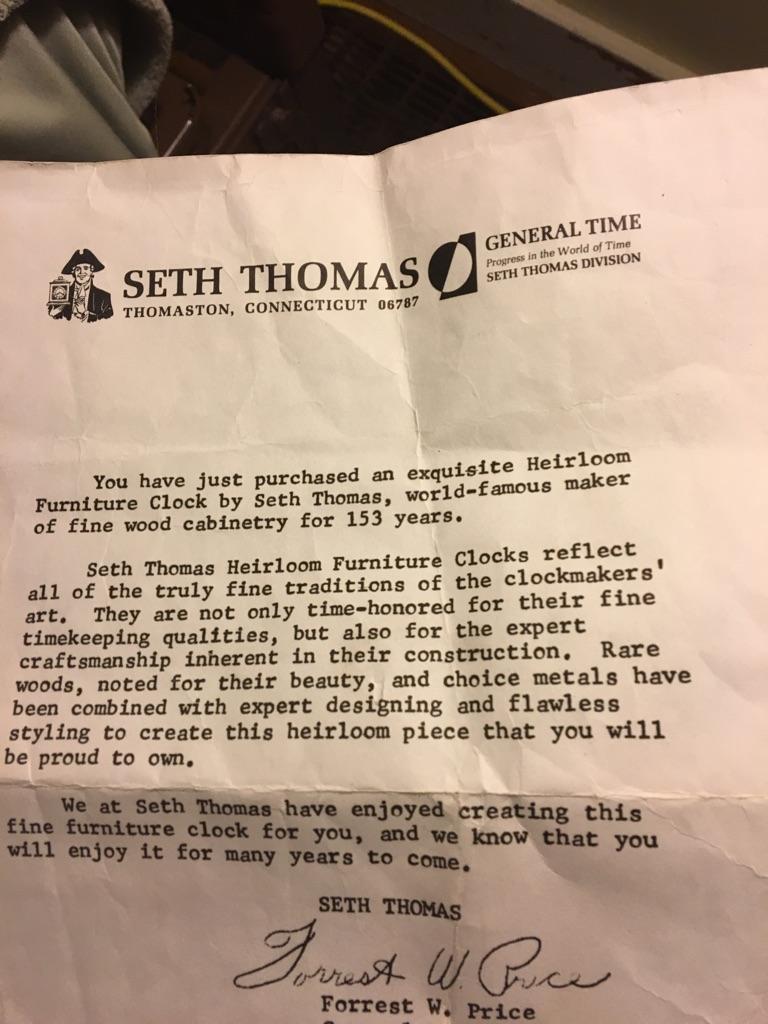 SETH THOMAS
THOMASTON, CONNECTICUT 06787
GENERAL TIME
Progress in the World of Time
SETH THOMAS DIVISION
You have just purchased an exquisite Heirloom
Furniture Clock by Seth Thomas, world-famous maker
of fine wood cabinetry for 153 years.
Seth Thomas Heirloom Furniture Clocks reflect
all of the truly fine traditions of the clockmakers'
art. They are not only time-honored for their fine
timekeeping qualities, but also for the expert
craftsmanship inherent in their construction. Rare
woods, noted for their beauty, and choice metals have
been combined with expert designing and flawless
styling to create this heirloom piece that you will
be proud to own.
We at Seth Thomas have enjoyed creating this
fine furniture clock for you, and we know that you
will enjoy it for many years to come.
SETH THOMAS
Forrest W. Price
Forrest W. Price